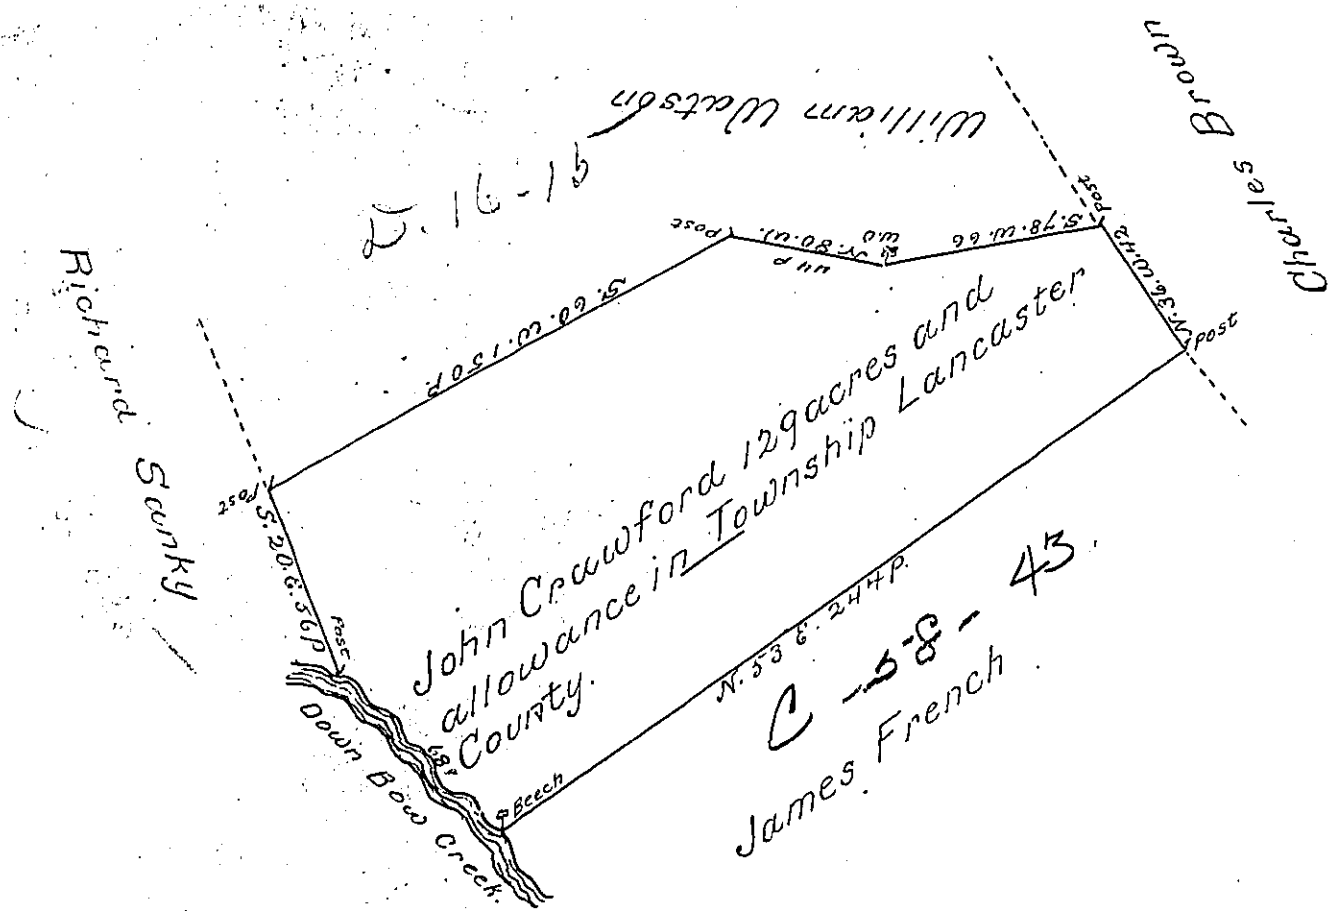 Charles Brown
William Watson
Richard Sanky
Post
S. 78. W. 66
W.O
N. 80. W.
44 P
Post
S. 60. W. 150 P.
Post
S. 20. E. 56 P
Post
68 P
Down Bow Creek.
Beech
N. 53 E. 244 P.
Post
N. 36. W. 42
John Crawford 129 acres and
allowance in Township Lancaster
County.
C - 58 - 43.
James French